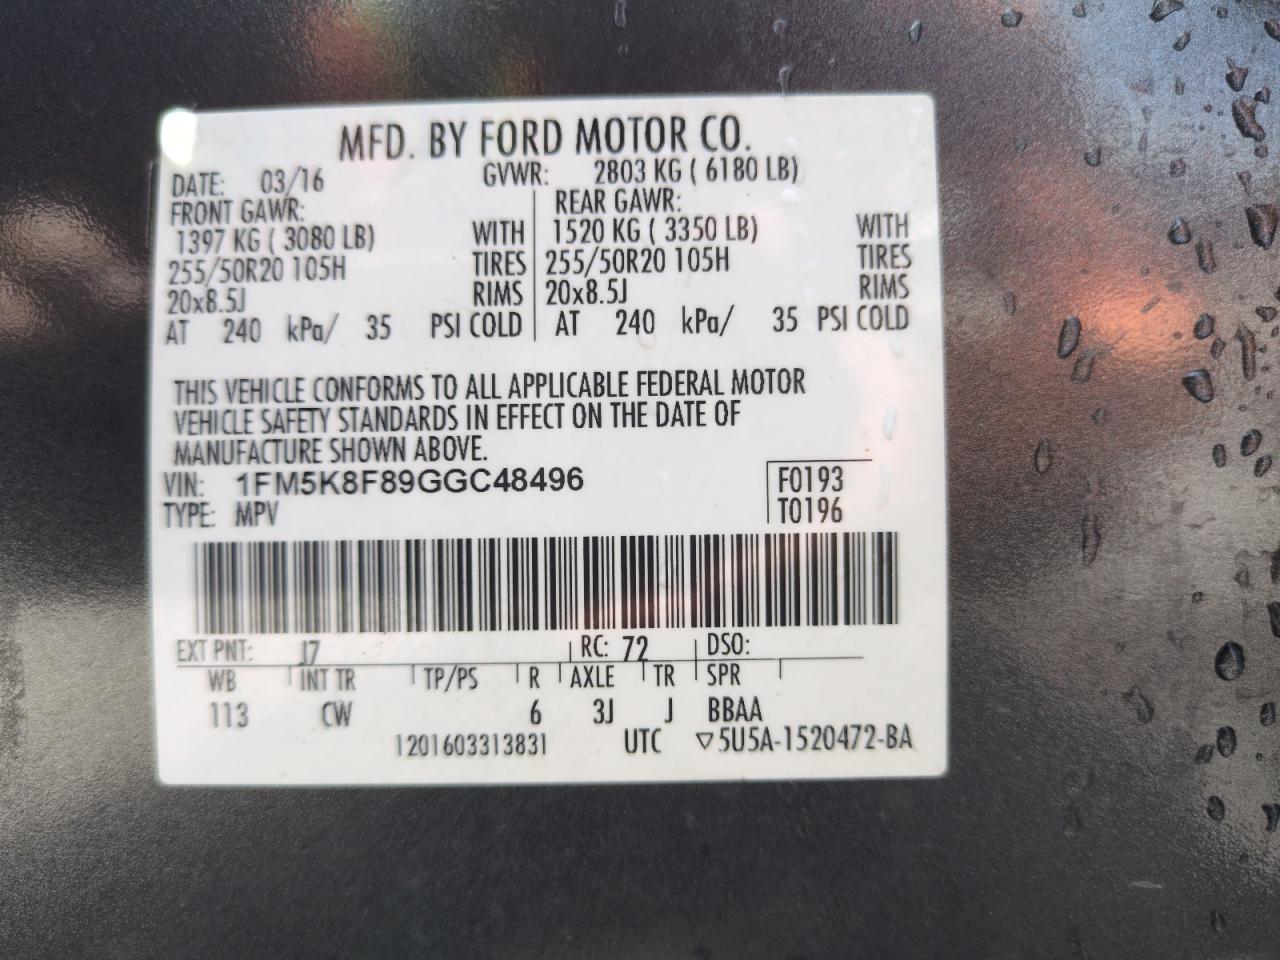 MFD. BY FORD MOTOR CO.
DATE: 03/16 GVWR: 2803 KG ( 6180 LB)
FRONT GAWR: REAR GAWR:
1397 KG ( 3080 LB) WITH 1520 KG ( 3350 LB) WITH
255/50R20 105H TIRES 255/50R20 105H TIRES
20x8.5J RIMS 20x8.5J RIMS
AT 240 kPa/ 35 PSI COLD AT 240 kPa/ 35 PSI COLD
THIS VEHICLE CONFORMS TO ALL APPLICABLE FEDERAL MOTOR
VEHICLE SAFETY STANDARDS IN EFFECT ON THE DATE OF
MANUFACTURE SHOWN ABOVE.
VIN: 1FM5K8F89GGC48496 F0193
TYPE: MPV T0196
EXT PNT: J7 RC: 72 DSO:
WB INT TR TP/PS R AXLE TR SPR
113 CW 6 3J J BBAA
1201603313831 UTC ▽5U5A-1520472-BA